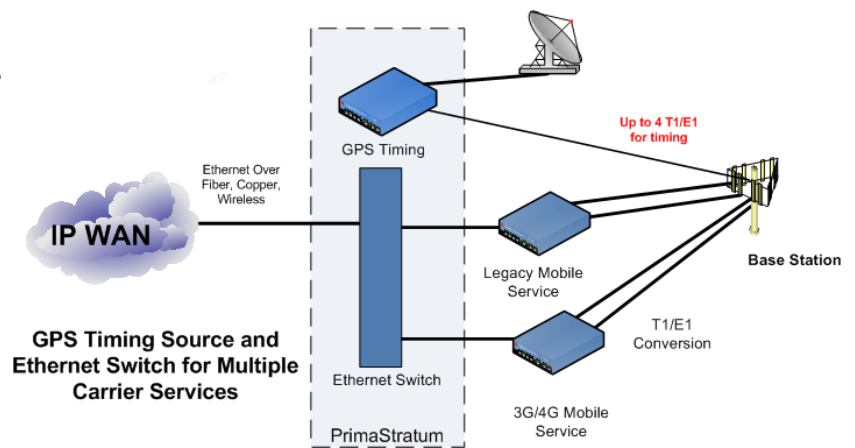 Up to 4 T1/E1
for timing
GPS Timing
Ethernet Over
Fiber, Copper,
Wireless
IP WAN
Legacy Mobile
Service
Base Station
GPS Timing Source and
Ethernet Switch for Multiple
Carrier Services
T1/E1
Conversion
Ethernet Switch
3G/4G Mobile
Service
PrimaStratum